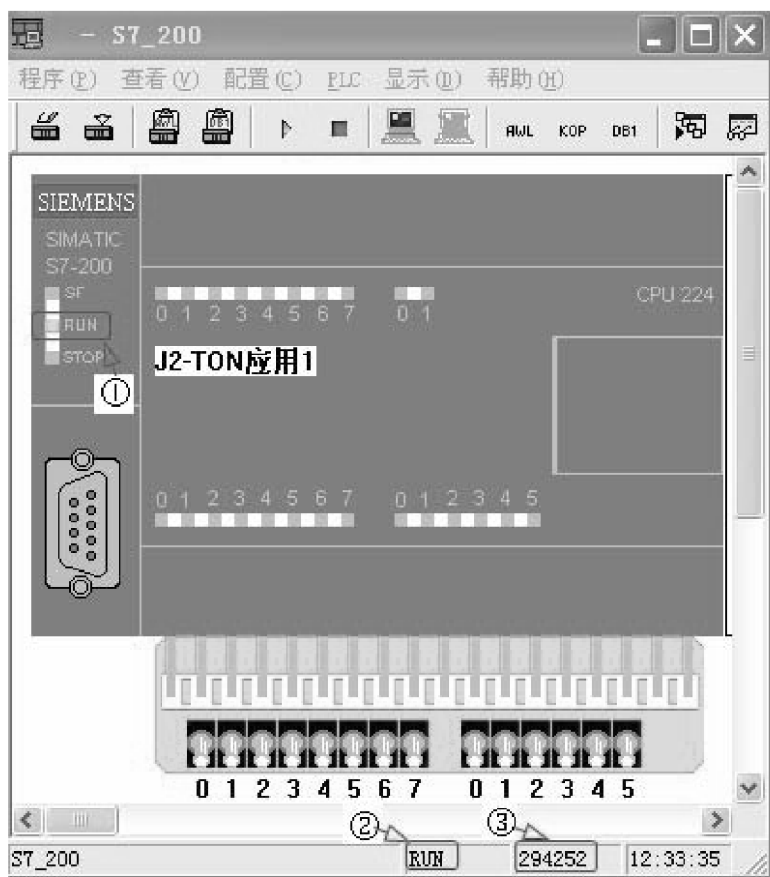 - S7_200
程序(P) 查看(V) 配置(C) PLC 显示(D) 帮助(H)
AWL DB1 AWL KOP DB1
SIEMENS
SIMATIC
S7-200
SF
RUN
STOP
①
0 1 2 3 4 5 6 7 0 1
CPU 224
J2-TON应用1
0 1 2 3 4 5 6 7 0 1 2 3 4 5
0 1 2 3 4 5 6 7 0 1 2 3 4 5
② ③
S7_200 RUN 294252 12:33:35